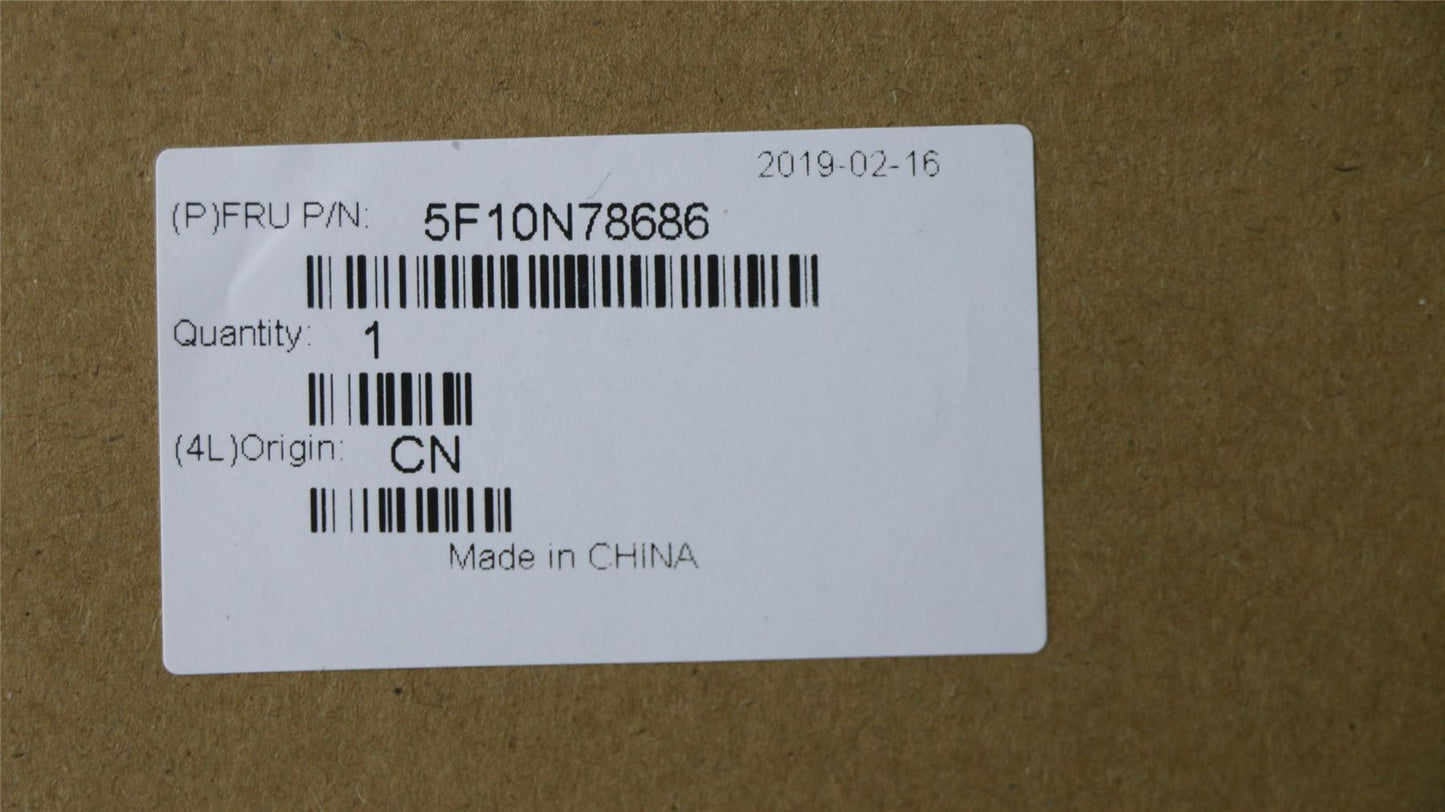 2019-02-16
(P)FRU P/N: 5F10N78686
Quantity: 1
(4L)Origin: CN
Made in CHINA